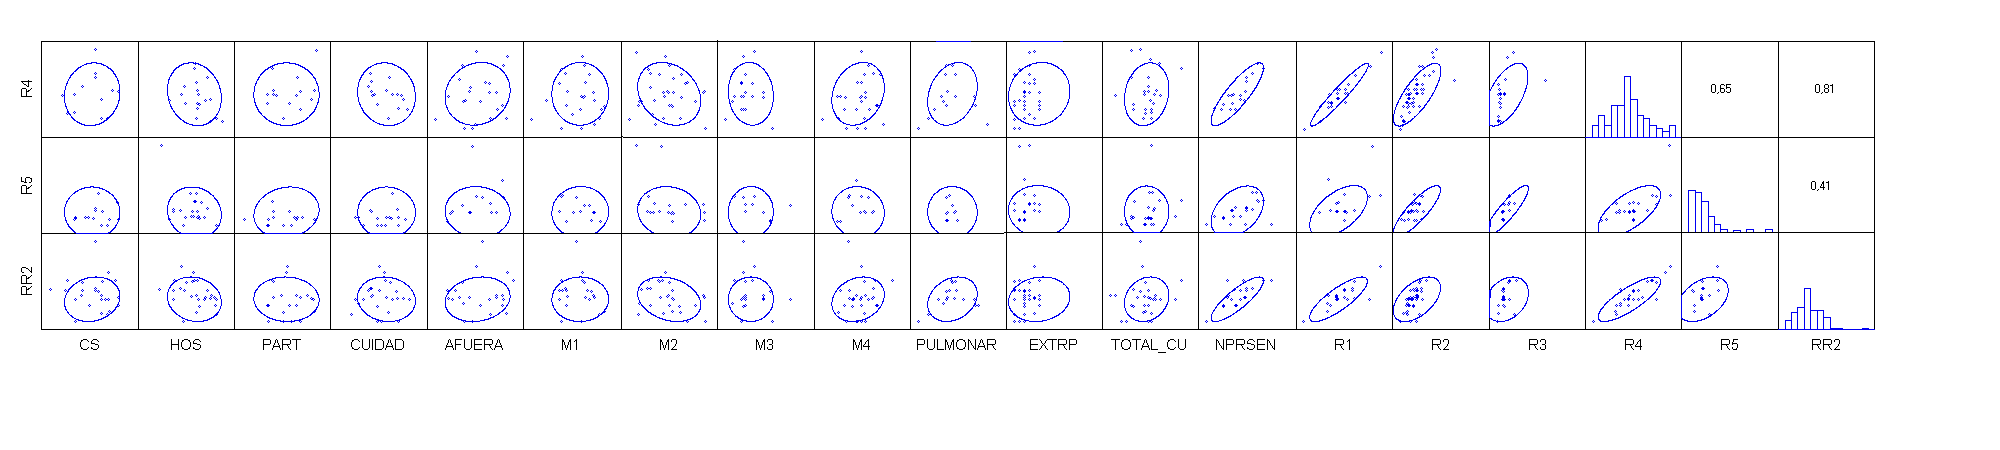 R4
0,65
0,81
R5
0,41
RR2
CS HOS PART CUIDAD AFUERA M1 M2 M3 M4 PULMONAR EXTRP TOTAL_CU NPRSEN R1 R2 R3 R4 R5 RR2